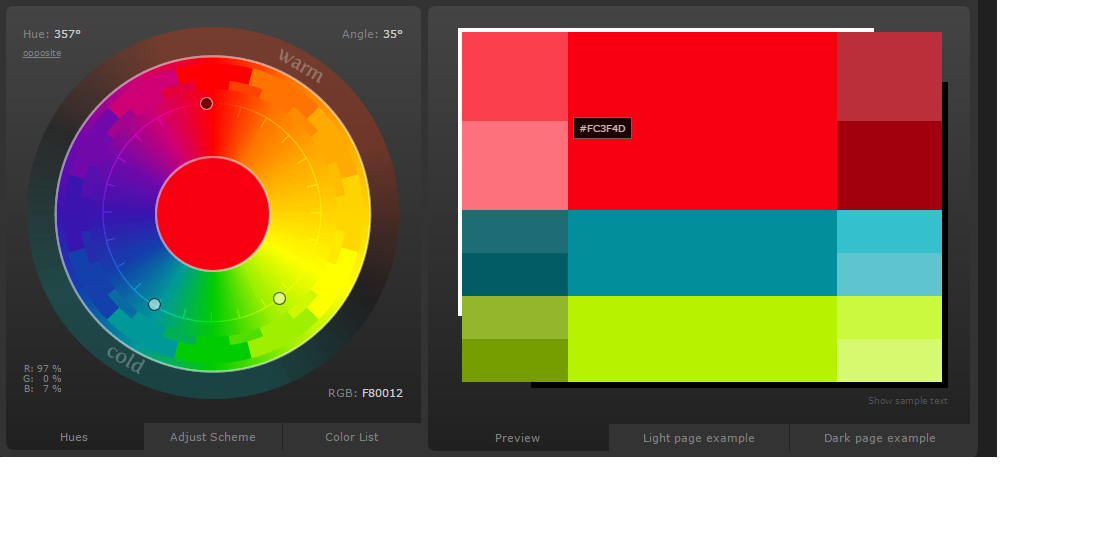 Hue: 357°
Angle: 35°
opposite
warm
cold
R: 97 %
G: 0 %
B: 7 %
RGB: F80012
Hues
Adjust Scheme
Color List
#FC3F4D
Show sample text
Preview
Light page example
Dark page example